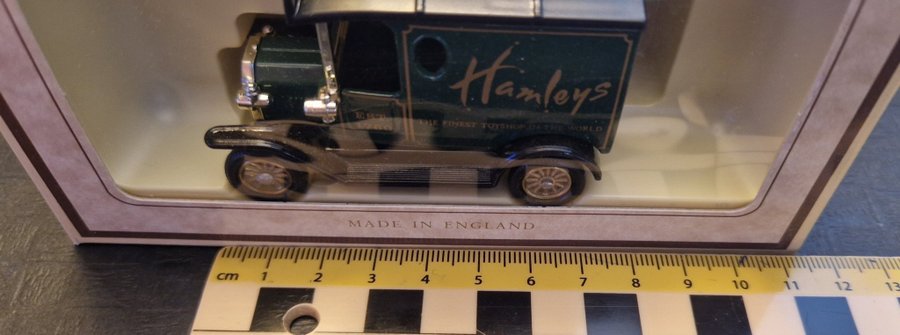 Hamleys
THE FINEST TOYSHOP IN THE WORLD
MADE IN ENGLAND
cm 1 2 3 4 5 6 7 8 9 10 11 12 13